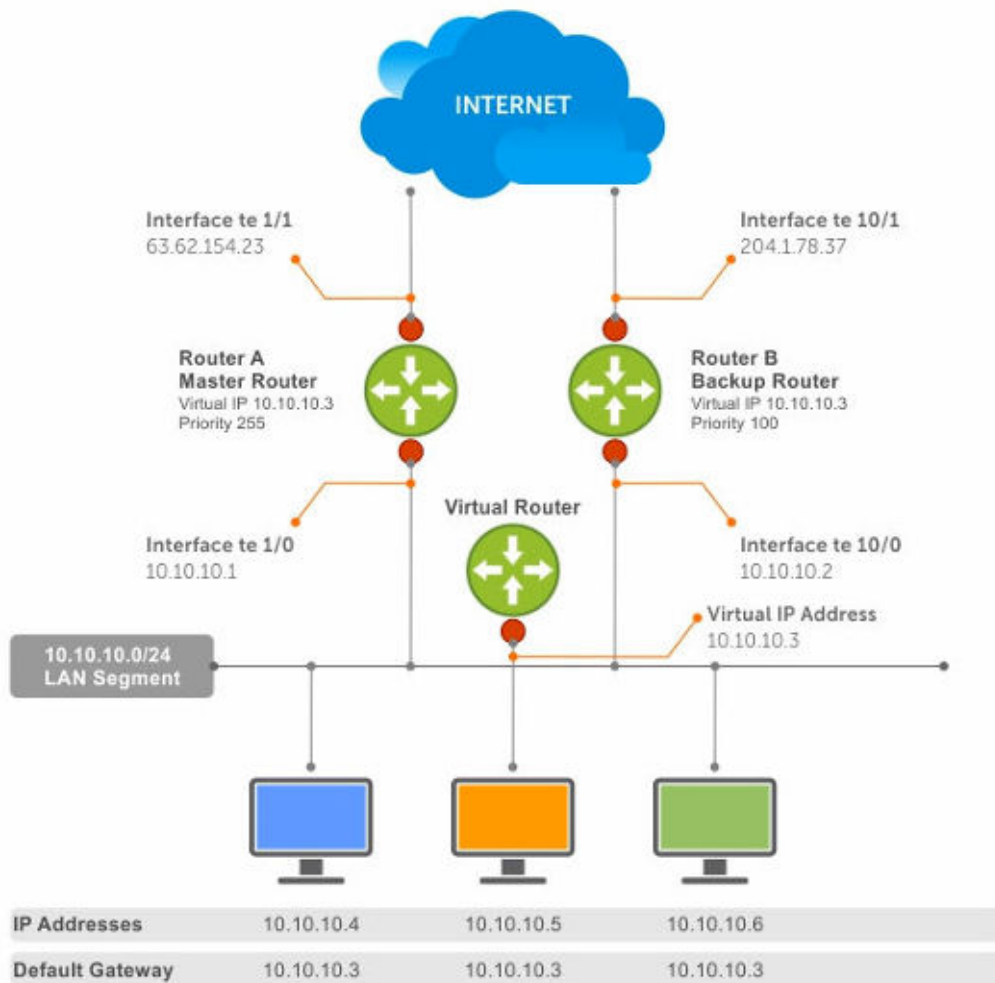 INTERNET
Interface te 1/1
63.62.154.23
Interface te 10/1
204.1.78.37
Router A
Master Router
Virtual IP 10.10.10.3
Priority 255
Router B
Backup Router
Virtual IP 10.10.10.3
Priority 100
Virtual Router
Interface te 1/0
10.10.10.1
Interface te 10/0
10.10.10.2
Virtual IP Address
10.10.10.3
10.10.10.0/24
LAN Segment
IP Addresses 10.10.10.4 10.10.10.5 10.10.10.6
Default Gateway 10.10.10.3 10.10.10.3 10.10.10.3